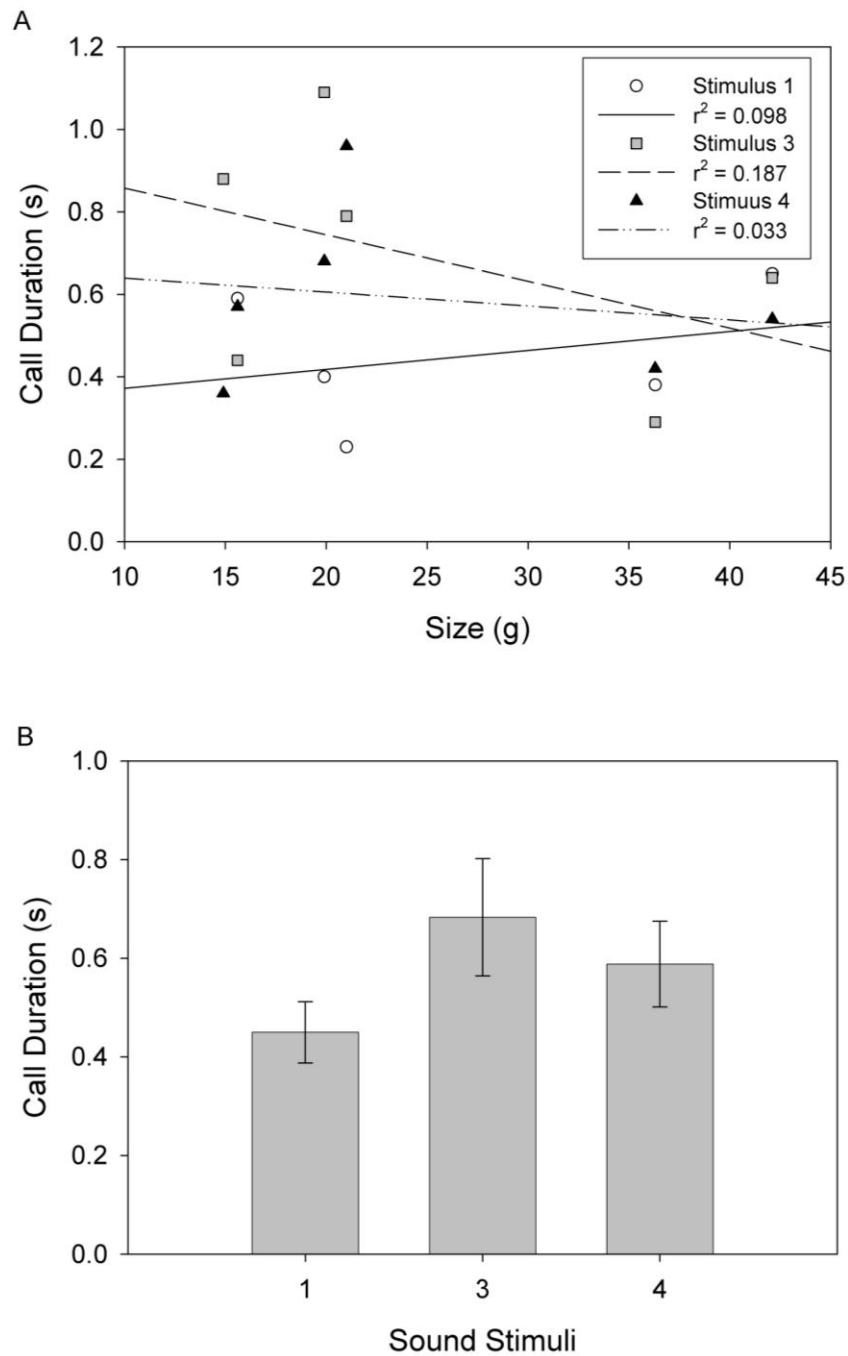 A
1.2
1.0
0.8
0.6
0.4
0.2
0.0
Call Duration (s)
Stimulus 1
r² = 0.098
Stimulus 3
r² = 0.187
Stimuus 4
r² = 0.033
10 15 20 25 30 35 40 45
Size (g)
B
1.0
0.8
0.6
0.4
0.2
0.0
Call Duration (s)
1 3 4
Sound Stimuli